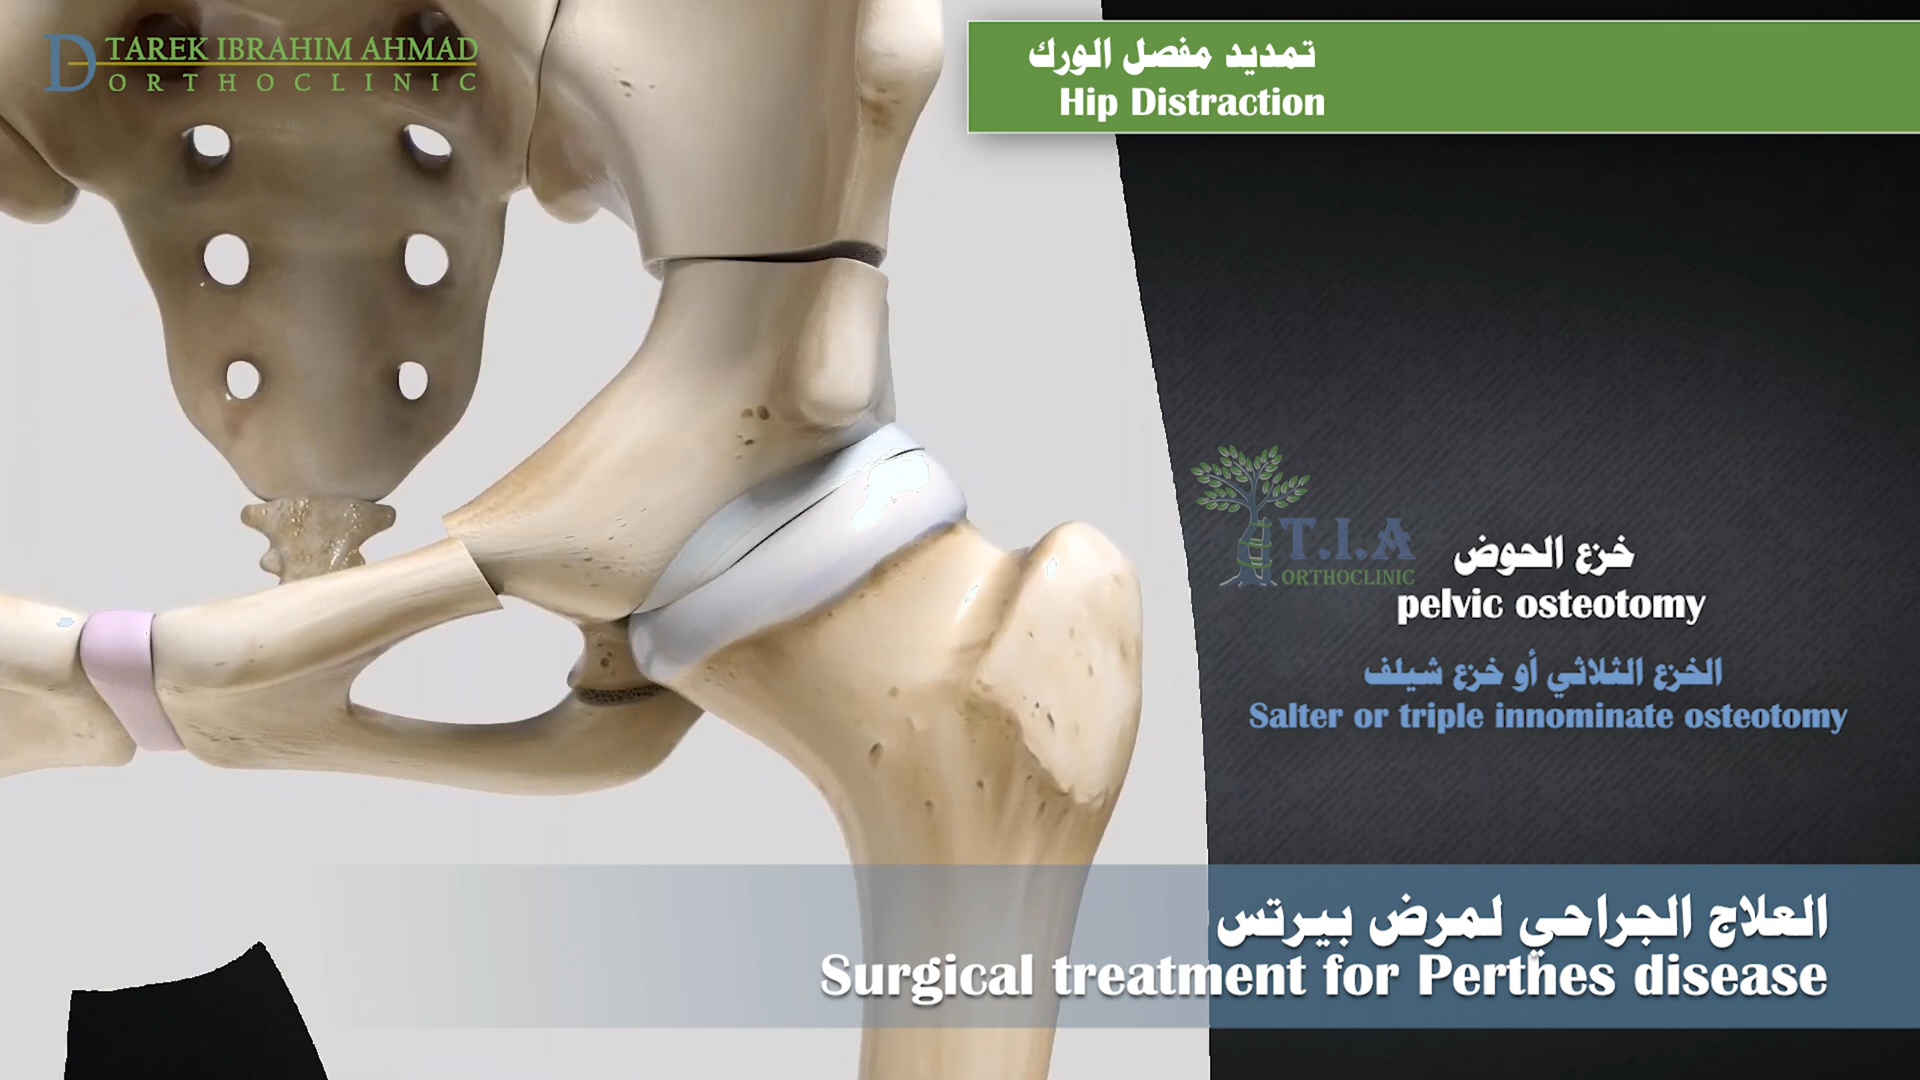 TAREK IBRAHIM AHMAD
ORTHOCLINIC
تمديد مفصل الورك
Hip Distraction
T.I.A
ORTHOCLINIC
خزع الحوض
pelvic osteotomy
الخزع الثلاثي أو خزع شيلف
Salter or triple innominate osteotomy
العلاج الجراحي لمرض بيرتس
Surgical treatment for Perthes disease